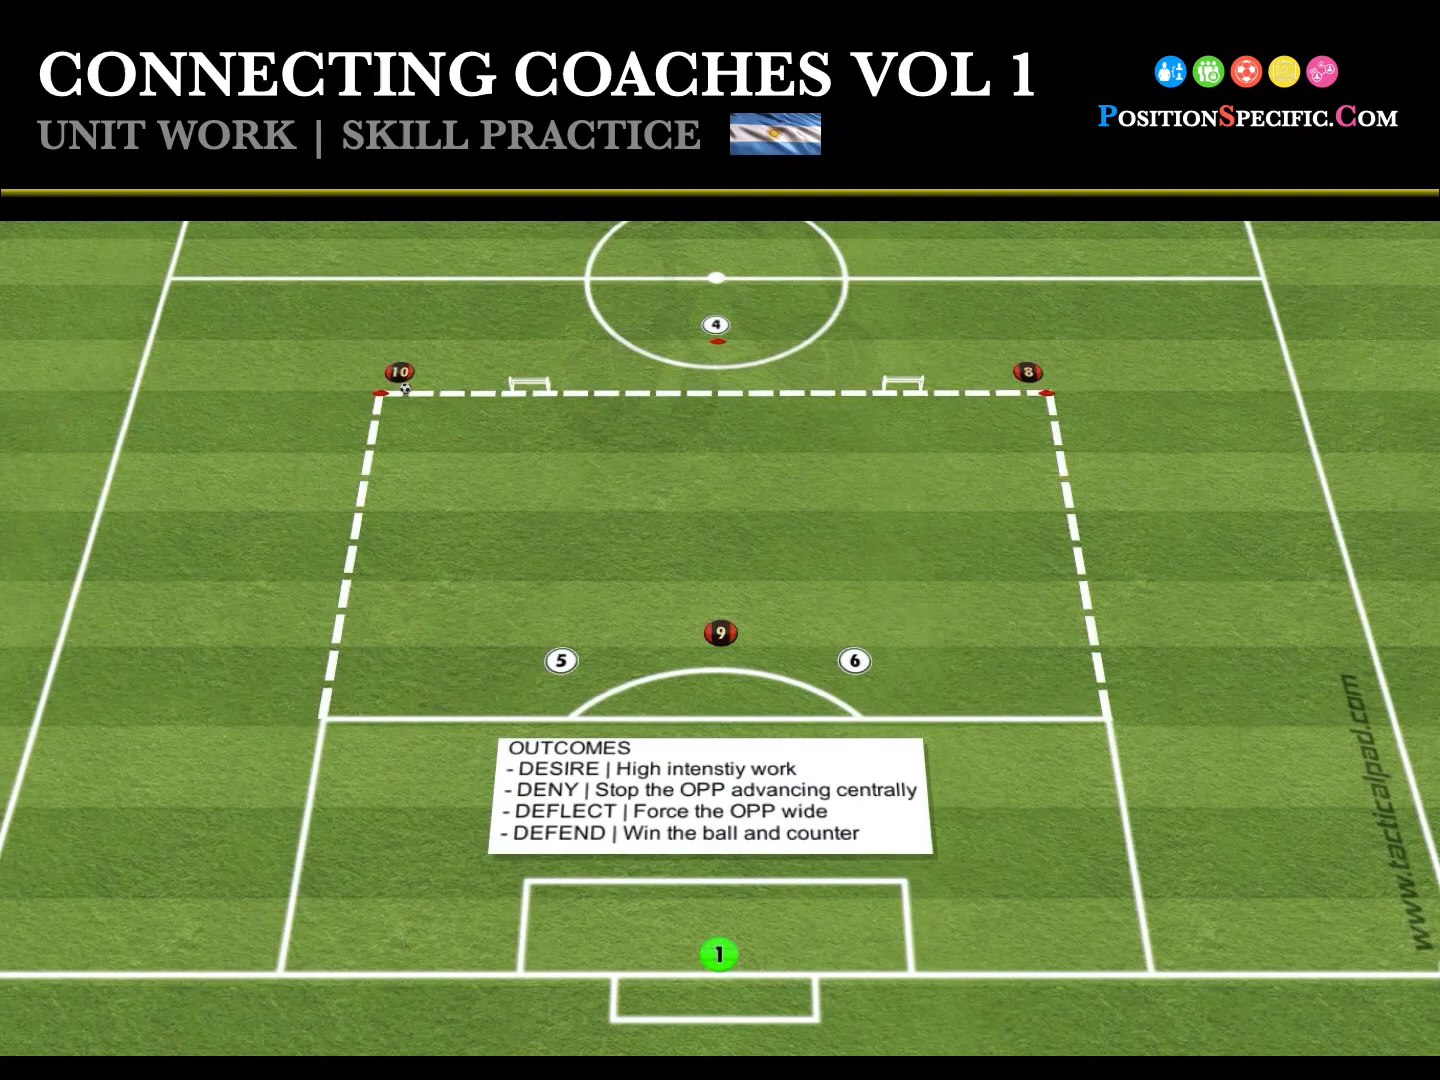 CONNECTING COACHES VOL 1
UNIT WORK | SKILL PRACTICE
PositionSpecific.Com
4
10
8
9
5
6
OUTCOMES
- DESIRE | High intenstiy work
- DENY | Stop the OPP advancing centrally
- DEFLECT | Force the OPP wide
- DEFEND | Win the ball and counter
www.tacticalpad.com
1